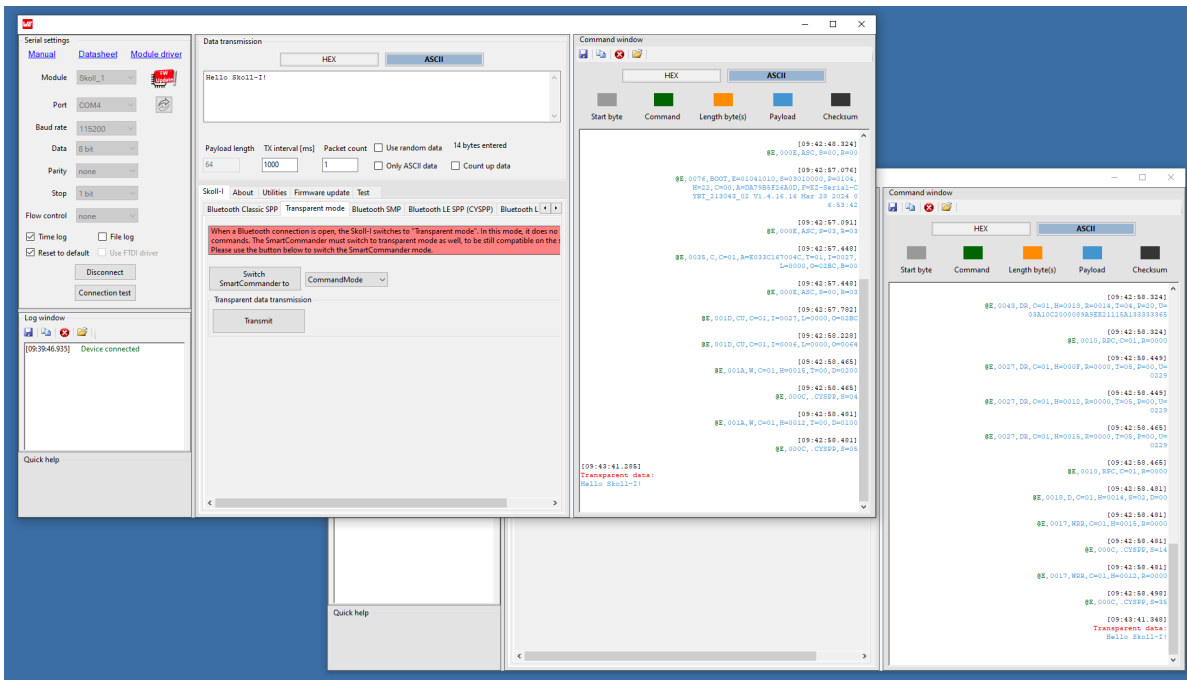 Serial settings
Manual Datasheet Module driver
Module Skoll_1 FW Update
Port COM4
Baud rate 115200
Data 8 bit
Parity none
Stop 1 bit
Flow control none
Time log File log
Reset to default Use FTDI driver
Disconnect
Connection test
Log window
[09:39:46.935] Device connected
Quick help
Data transmission
HEX ASCII
Hello Skoll-I!
Payload length TX interval [ms] Packet count Use random data 14 bytes entered
64 1000 1 Only ASCII data Count up data
Skoll-I About Utilities Firmware update Test
Bluetooth Classic SPP Transparent mode Bluetooth SMP Bluetooth LE SPP (CYSPP) Bluetooth L
When a Bluetooth connection is open, the Skoll-I switches to "Transparent mode". In this mode, it does no
commands. The SmartCommander must switch to transparent mode as well, to be still compatible on the s
Please use the button below to switch the SmartCommander mode.
Switch
SmartCommander to CommandMode
Transparent data transmission
Transmit
Command window
HEX ASCII
Start byte Command Length byte(s) Payload Checksum
[09:42:48.324]
@E,000E,ASC,S=00,R=00
[09:42:57.076]
@E,0076,BOOT,E=01041010,S=03010000,P=0104,
H=22,C=00,A=DA79B5F26A0D,F=EZ-Serial-C
YBT_213043_02 V1.4.16.16 Mar 28 2024 0
6:53:42
[09:42:57.091]
@E,000E,ASC,S=03,R=03
[09:42:57.448]
@E,0035,C,C=01,A=E033C167004C,T=01,I=0027,
L=0000,O=02BC,B=00
[09:42:57.448]
@E,000E,ASC,S=00,R=03
[09:42:57.782]
@E,001D,CU,C=01,I=0027,L=0000,O=02BC
[09:42:58.228]
@E,001D,CU,C=01,I=0006,L=0000,O=0064
[09:42:58.465]
@E,001A,W,C=01,H=0015,T=00,D=0200
[09:42:58.465]
@E,000C,.CYSPP,S=04
[09:42:58.481]
@E,001A,W,C=01,H=0012,T=00,D=0100
[09:42:58.481]
@E,000C,.CYSPP,S=05
[09:43:41.285]
Transparent data:
Hello Skoll-I!
Quick help
Command window
HEX ASCII
Start byte Command Length byte(s) Payload Checksum
[09:42:58.324]
@E,0049,DR,C=01,H=0013,R=0014,T=04,P=20,U=
[09:42:58.324]
@E,0010,RPC,C=01,R=0000
[09:42:58.449]
@E,0027,DR,C=01,H=000F,R=0000,T=05,P=00,U=
0229
[09:42:58.449]
@E,0027,DR,C=01,H=0012,R=0000,T=05,P=00,U=
0229
[09:42:58.465]
@E,0027,DR,C=01,H=0015,R=0000,T=05,P=00,U=
0229
[09:42:58.465]
@E,0010,RPC,C=01,R=0000
[09:42:58.481]
@E,0018,D,C=01,H=0014,S=02,D=00
[09:42:58.481]
@E,0017,WRR,C=01,H=0015,R=0000
[09:42:58.481]
@E,000C,.CYSPP,S=14
[09:42:58.481]
@E,0017,WRR,C=01,H=0012,R=0000
[09:42:58.498]
@E,000C,.CYSPP,S=35
[09:43:41.348]
Transparent data:
Hello Skoll-I!